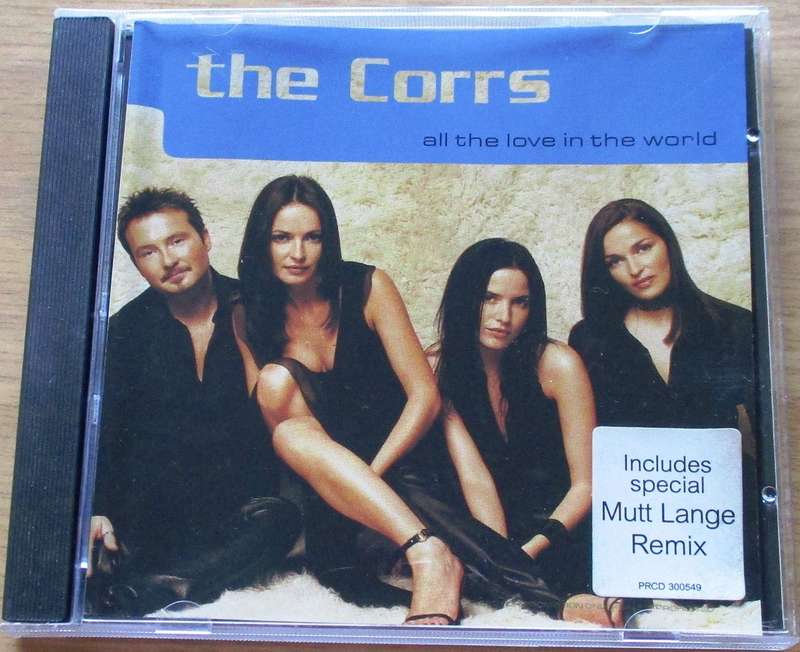 the Corrs
all the love in the world
Includes
special
Mutt Lange
Remix
PRCD 300549